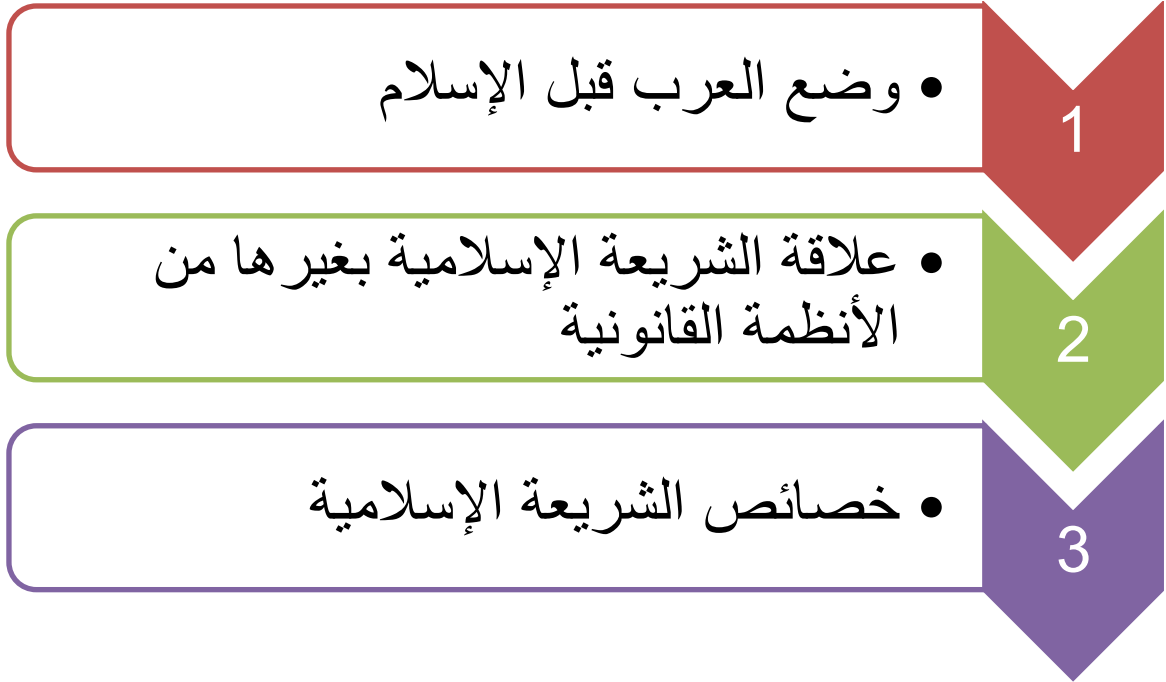 • وضع العرب قبل الإسلام
1
• علاقة الشريعة الإسلامية بغيرها من
الأنظمة القانونية
2
• خصائص الشريعة الإسلامية
3